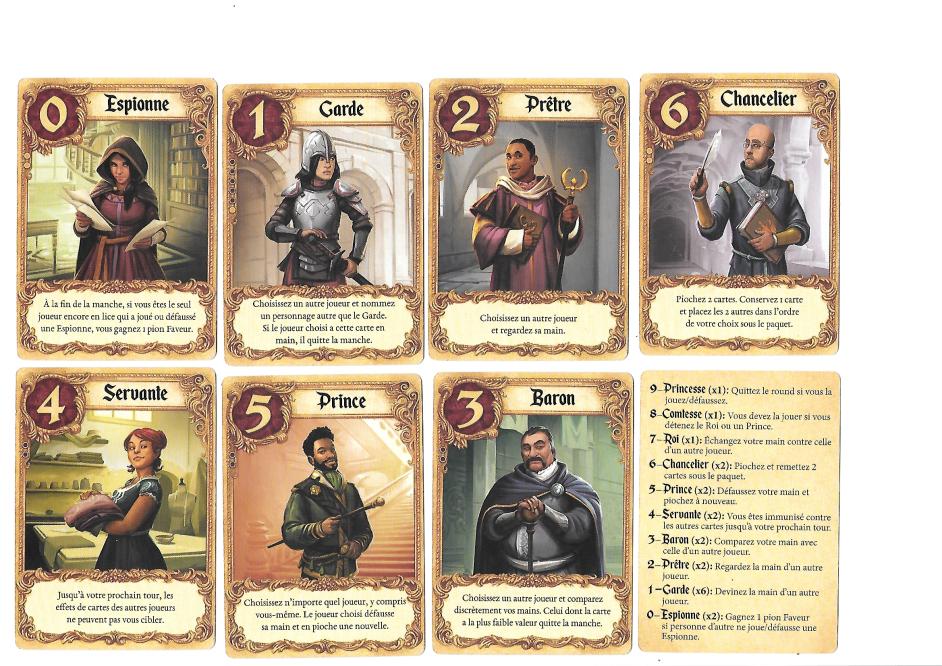 0
Espionne
À la fin de la manche, si vous êtes le seul
joueur encore en lice qui a joué ou défaussé
une Espionne, vous gagnez 1 pion Faveur.
1
Garde
Choisissez un autre joueur et nommez
un personnage autre que le Garde.
Si le joueur choisi a cette carte en
main, il quitte la manche.
2
Prêtre
Choisissez un autre joueur
et regardez sa main.
6
Chancelier
Piochez 2 cartes. Conservez 1 carte
et placez les 2 autres dans l'ordre
de votre choix sous le paquet.
4
Servante
Jusqu'à votre prochain tour, les
effets de cartes des autres joueurs
ne peuvent pas vous cibler.
5
Prince
Choisissez n'importe quel joueur, y compris
vous-même. Le joueur choisi défausse
sa main et en pioche une nouvelle.
3
Baron
Choisissez un autre joueur et comparez
discrètement vos mains. Celui dont la carte
a la plus faible valeur quitte la manche.
9–Princesse (x1): Quittez le round si vous la
jouez/défaussez.
8–Comtesse (x1): Vous devez la jouer si vous
détenez le Roi ou un Prince.
7–Roi (x1): Échangez votre main contre celle
d'un autre joueur.
6–Chancelier (x2): Piochez et remettez 2
cartes sous le paquet.
5–Prince (x2): Défaussez votre main et
piochez à nouveau.
4–Servante (x2): Vous êtes immunisé contre
les autres cartes jusqu'à votre prochain tour.
3–Baron (x2): Comparez votre main avec
celle d'un autre joueur.
2–Prêtre (x2): Regardez la main d'un autre
joueur.
1–Garde (x6): Devinez la main d'un autre
joueur.
0–Espionne (x2): Gagnez 1 pion Faveur
si personne d'autre ne joue/défausse une
Espionne.